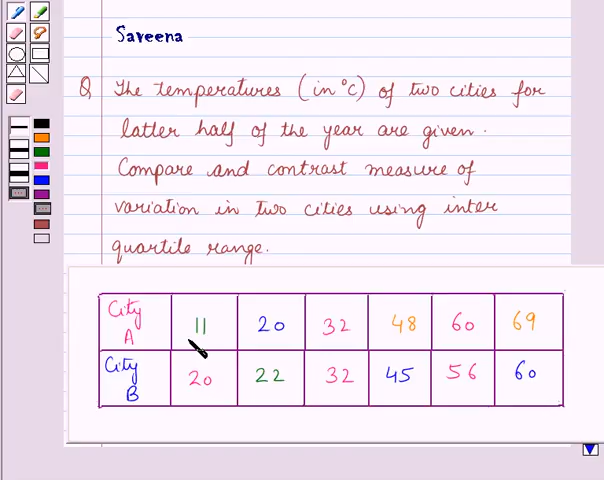 Saveena
Q The temperatures (in °C) of two cities for
latter half of the year are given.
Compare and contrast measure of
variation in two cities using inter
quartile range.
City A 11 20 32 48 60 69
City B 20 22 32 45 56 60